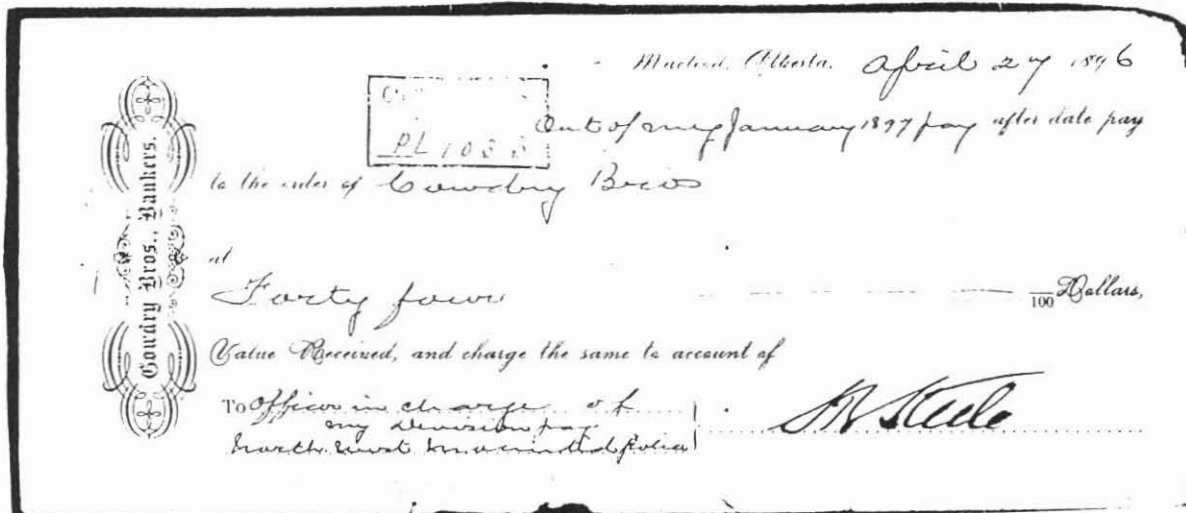 Macleod, Alberta. April 27 1896
PL 1033
Out of my January 1897 pay after date pay
to the order of Cowdry Bros
at
Forty four /100 Dollars,
Value Received, and charge the same to account of
To Officer in charge of
my Division pay
North West Mounted Police
SB Steele
Cowdry Bros., Bankers.